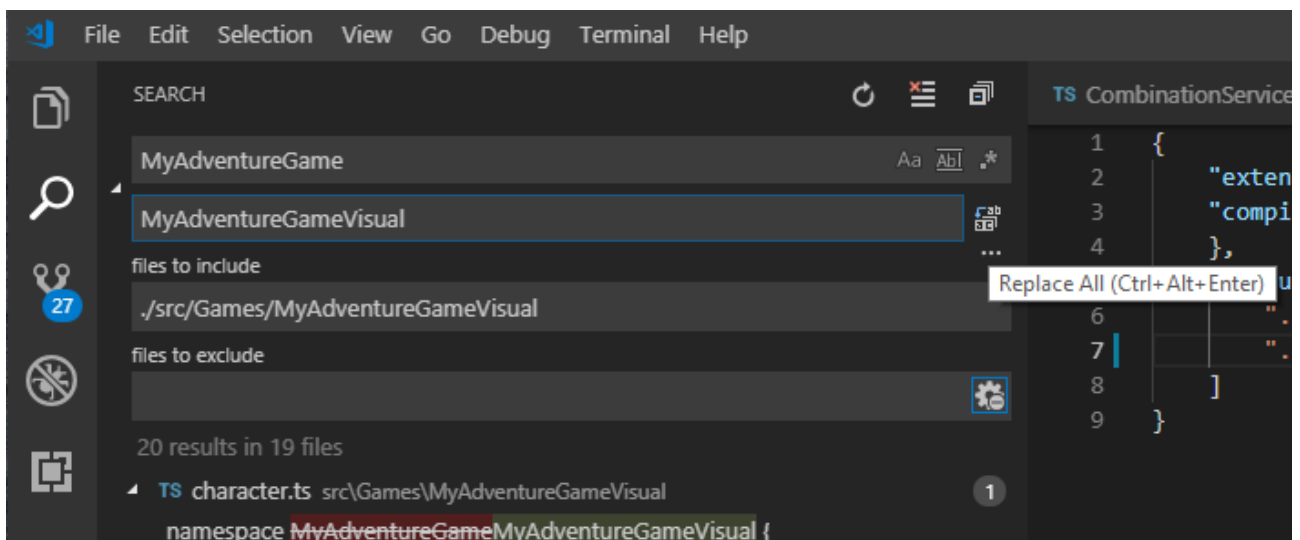 File Edit Selection View Go Debug Terminal Help
SEARCH
MyAdventureGame Aa Abl .*
MyAdventureGameVisual
files to include
./src/Games/MyAdventureGameVisual
files to exclude
20 results in 19 files
TS character.ts src\Games\MyAdventureGameVisual 1
namespace MyAdventureGameMyAdventureGameVisual {
27
Replace All (Ctrl+Alt+Enter)
TS CombinationService
1 {
2 "exten
3 "compi
4 },
u
6 ".
7 ".
8 ]
9 }